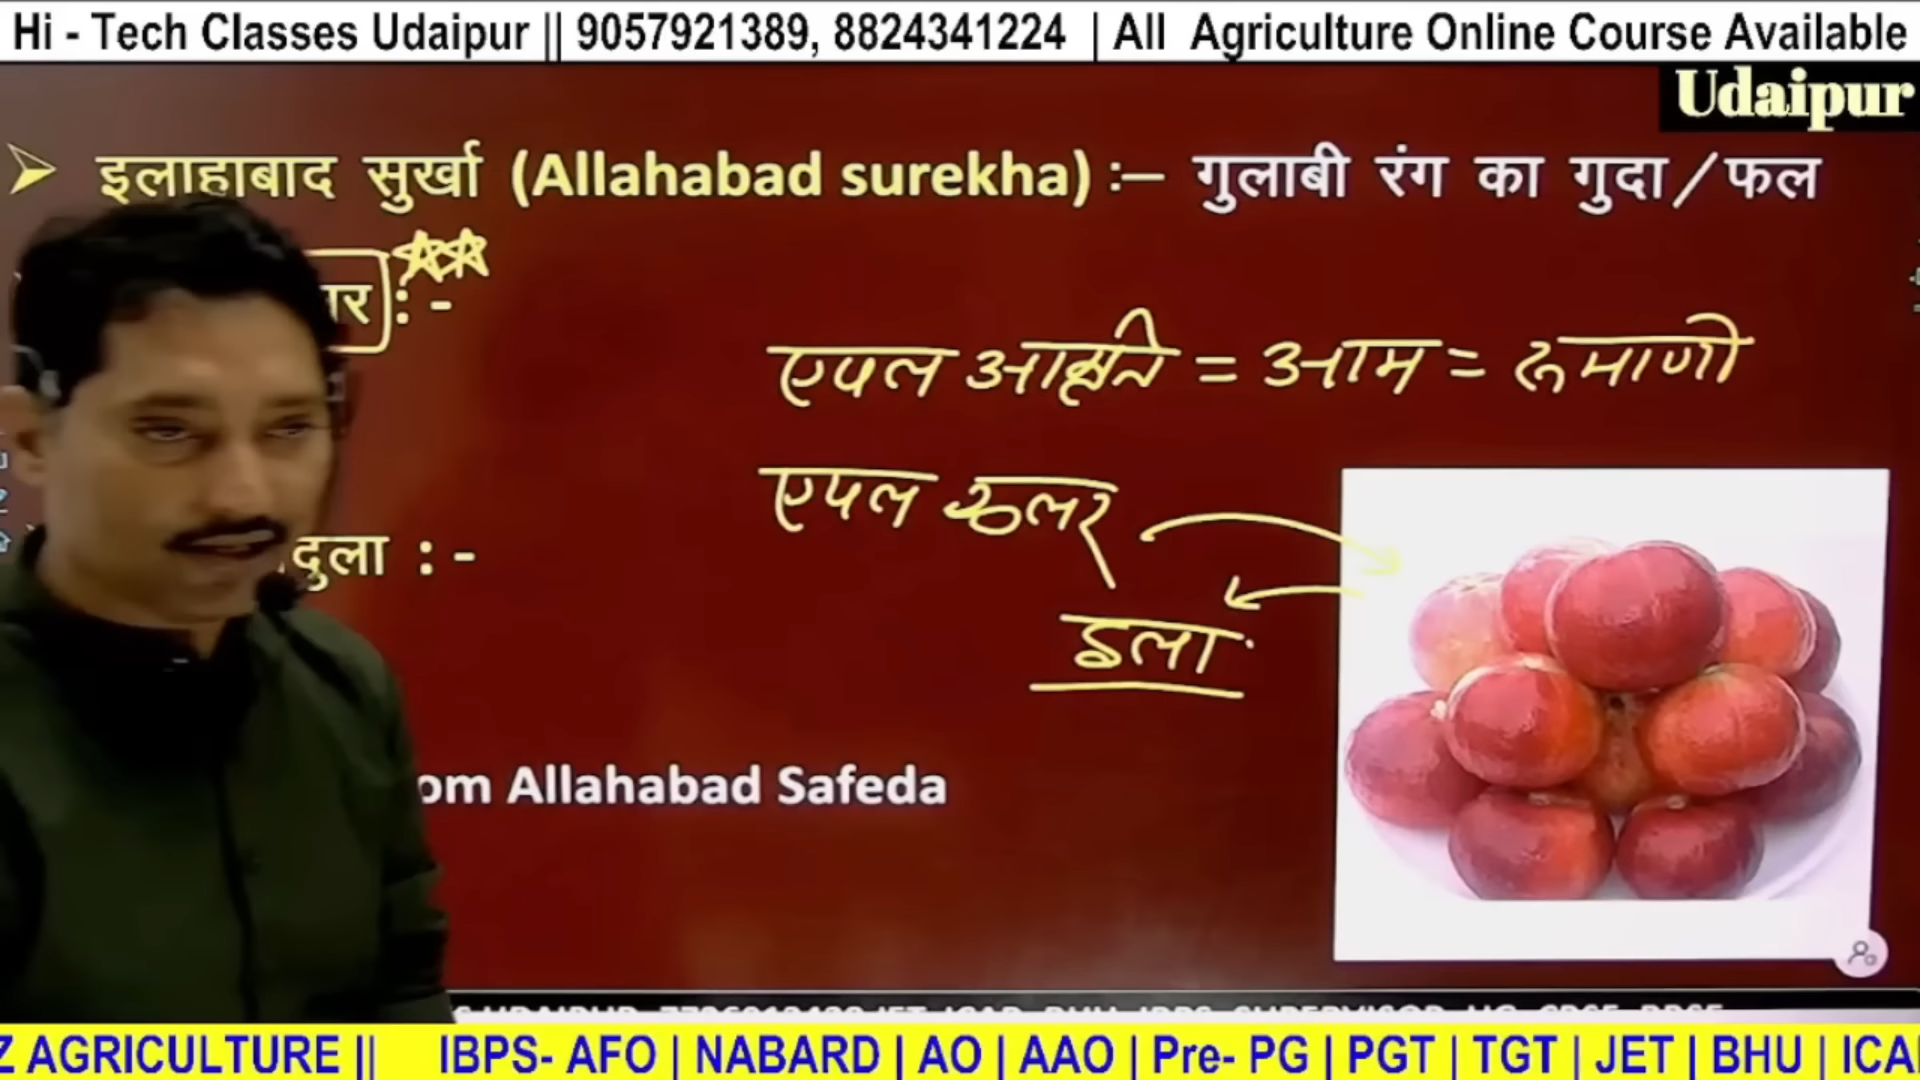 Hi - Tech Classes Udaipur || 9057921389, 8824341224 | All Agriculture Online Course Available
Udaipur
इलाहाबाद सुर्खा (Allahabad surekha) :– गुलाबी रंग का गुदा/फल
:-
एपल आकृति = आम = रूमाणी
एपल कलर
इला
दुला : -
om Allahabad Safeda
Z AGRICULTURE || IBPS- AFO | NABARD | AO | AAO | Pre- PG | PGT | TGT | JET | BHU | ICA